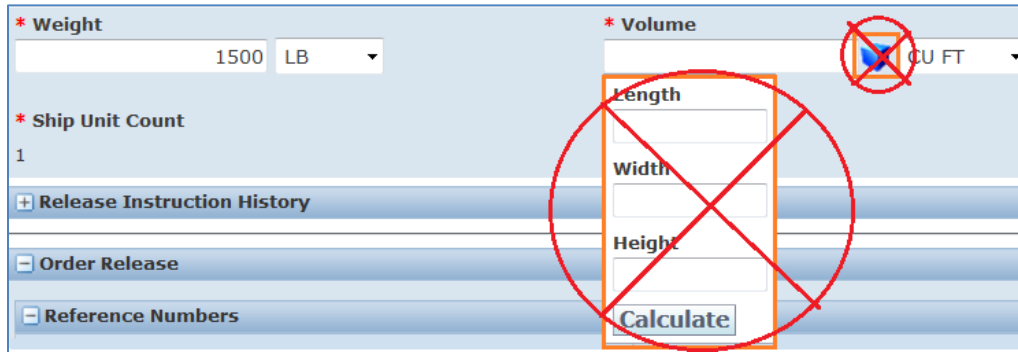 * Weight
* Volume
1500 LB
CU FT
Length
* Ship Unit Count
1
Width
Release Instruction History
Height
Order Release
Reference Numbers
Calculate